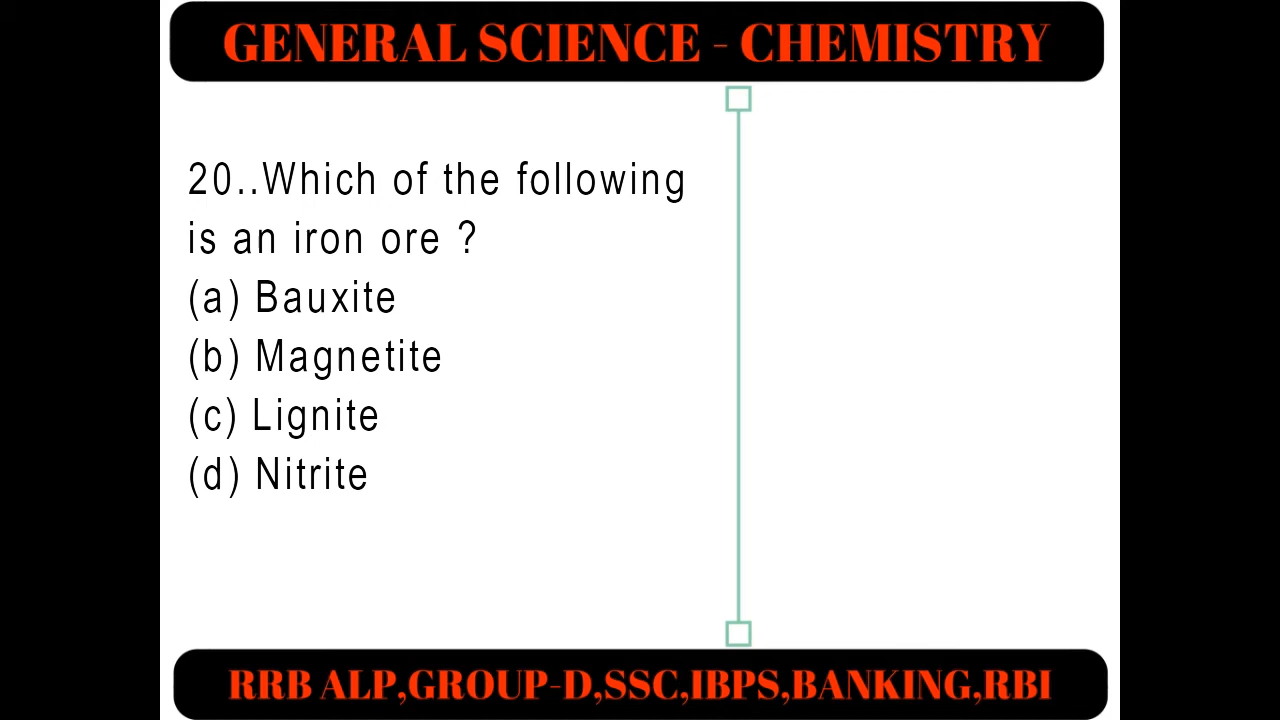 GENERAL SCIENCE - CHEMISTRY
20..Which of the following
is an iron ore ?
(a) Bauxite
(b) Magnetite
(c) Lignite
(d) Nitrite
RRB ALP,GROUP-D,SSC,IBPS,BANKING,RBI